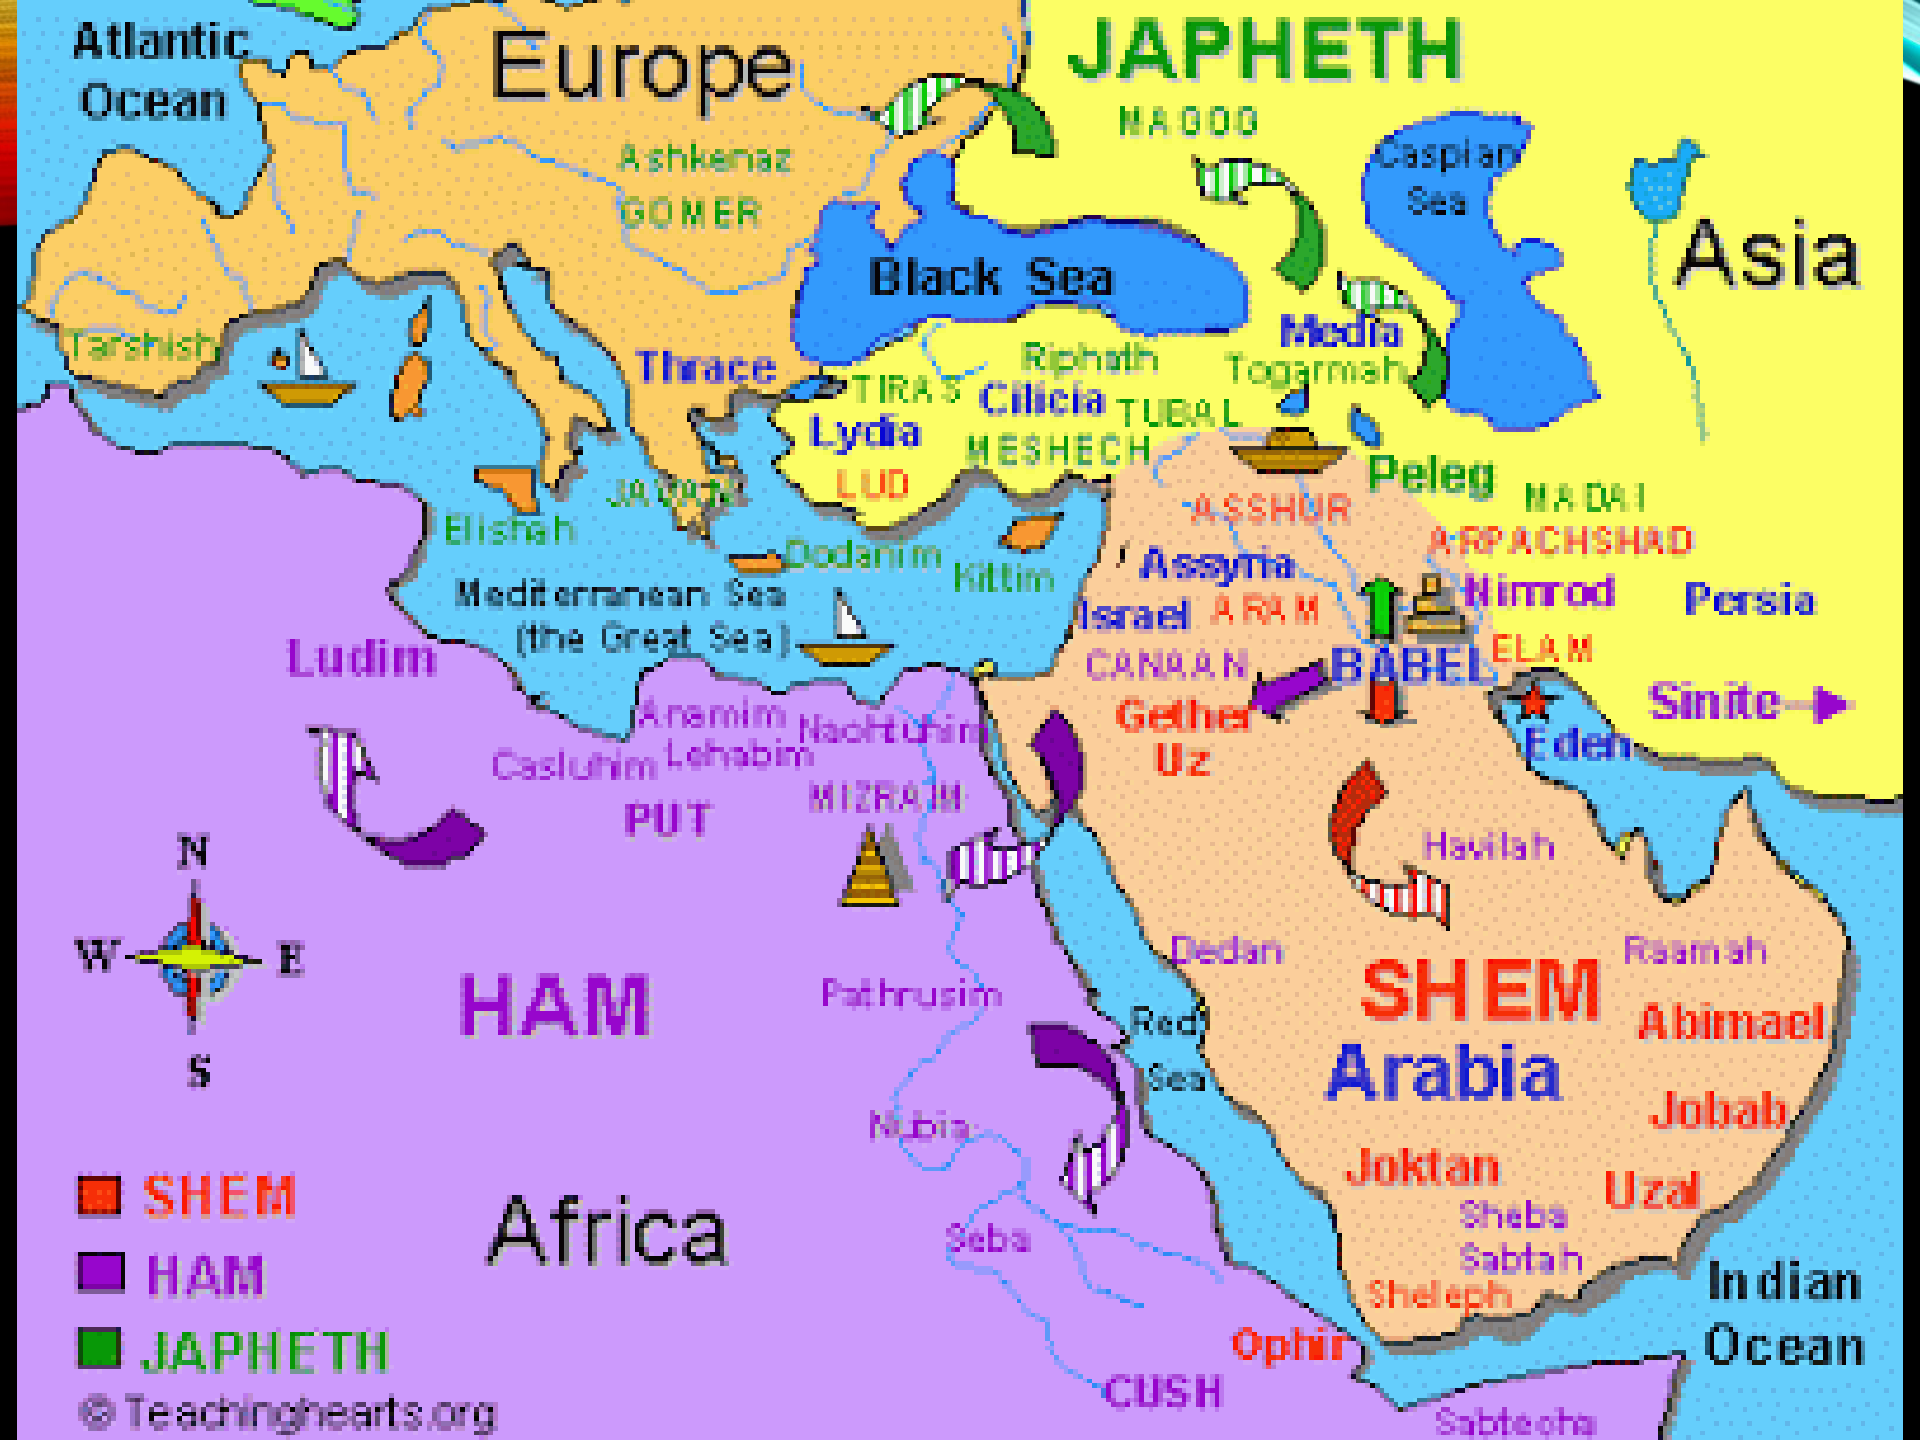 Atlantic
Ocean
Europe
JAPHETH
MAGOG
Ashkenaz
GOMER
Caspian
Sea
Asia
Black Sea
Tarshish
Thrace
TIRAS
Riphath
Cilicia
TUBAL
Media
Togarmah
Lydia
MESHECH
LUD
Peleg
MADAI
JAVAN
Elishah
Dodanim
Kittim
ASSHUR
ARPACHSHAD
Assyria
Nimrod
Persia
Mediterranean Sea
(the Great Sea)
Israel
ARAM
ELAM
CANAAN
BABEL
Ludim
Gether
Uz
Sinite
Eden
Anamim
Naphtuhim
Casluhim
Lehabim
PUT
MIZRAIM
Havilah
N
W
E
S
HAM
Pathrusim
Dedan
Raamah
SHEM
Abimael
Red
Sea
Arabia
Jobab
Nubia
Joktan
Uzal
Sheba
Sabtah
Sheleph
Seba
Africa
Indian
Ocean
Ophir
CUSH
Sabtecha
SHEM
HAM
JAPHETH
© Teachinghearts.org